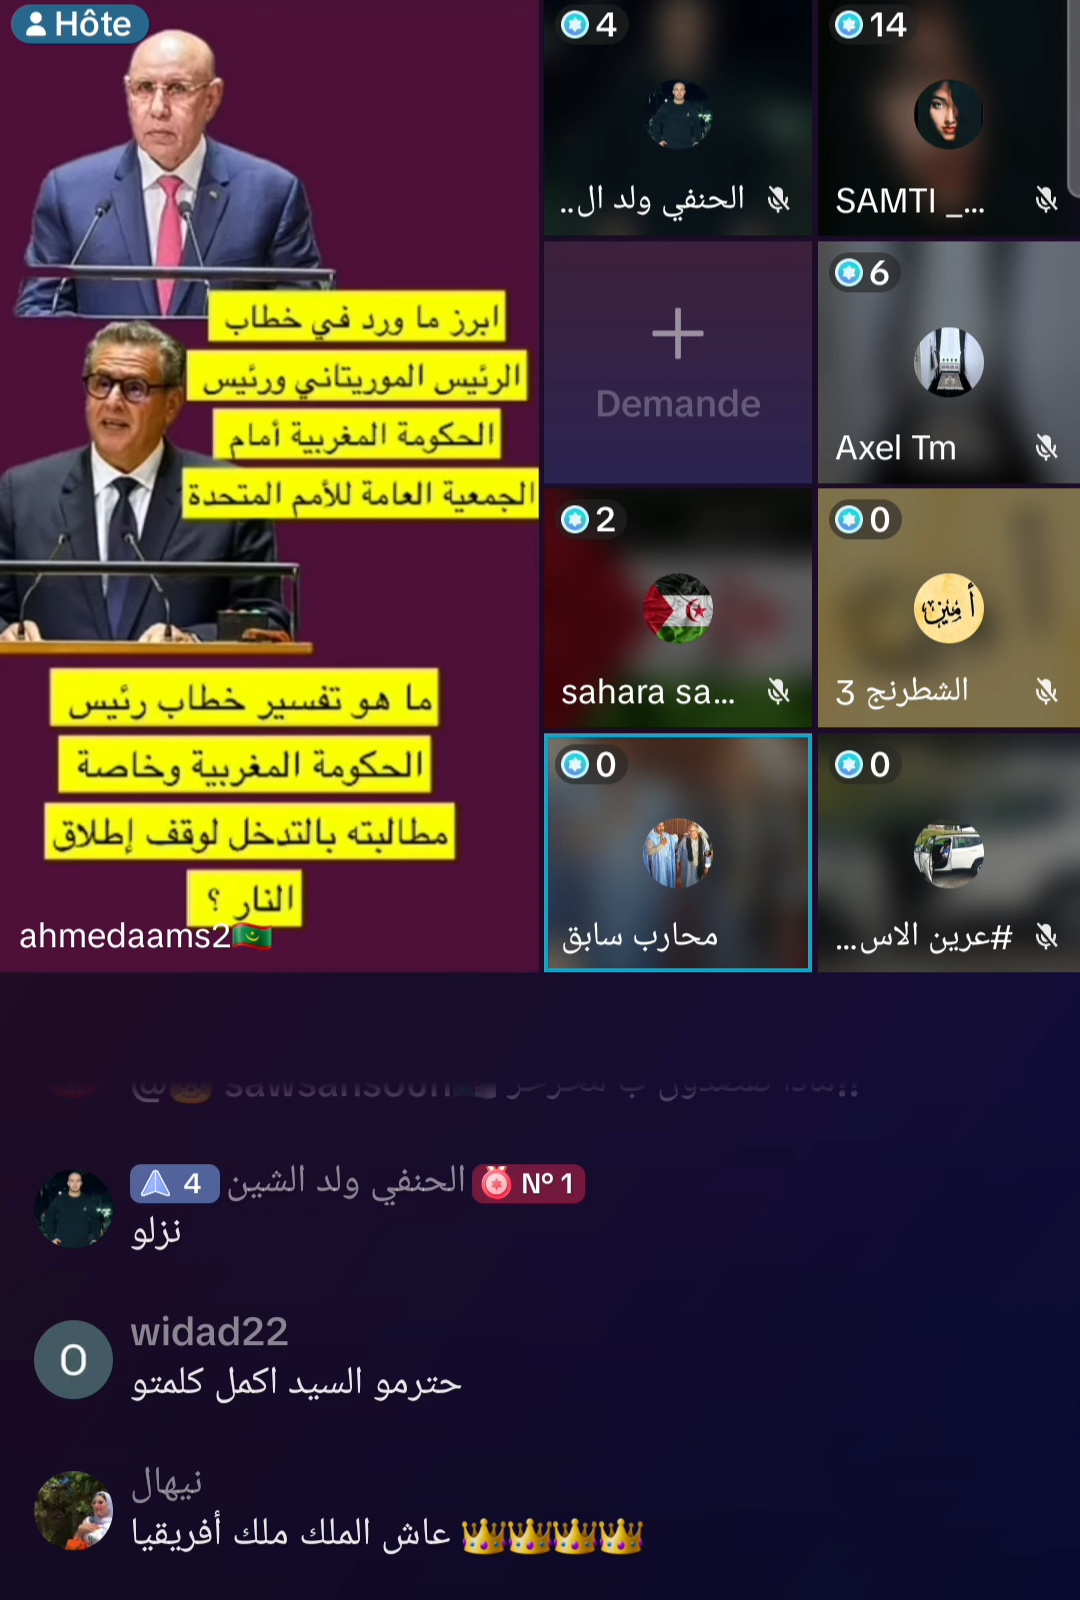 Hôte
ابرز ما ورد في خطاب
الرئيس الموريتاني ورئيس
الحكومة المغربية أمام
الجمعية العامة للأمم المتحدة
ما هو تفسير خطاب رئيس
الحكومة المغربية وخاصة
مطالبته بالتدخل لوقف إطلاق
النار ؟
ahmedaams2🇲🇷
4
الحنفي ولد ال..
14
SAMTI _...
+
Demande
6
Axel Tm
2
sahara sa...
0
أمين
الشطرنج 3
0
محارب سابق
0
#عرين الاس...
@🤠 sawsansoun
4 الحنفي ولد الشين Nº 1
نزلو
O
widad22
حترمو السيد اكمل كلمتو
نيهال
عاش الملك ملك أفريقيا 👑👑👑👑